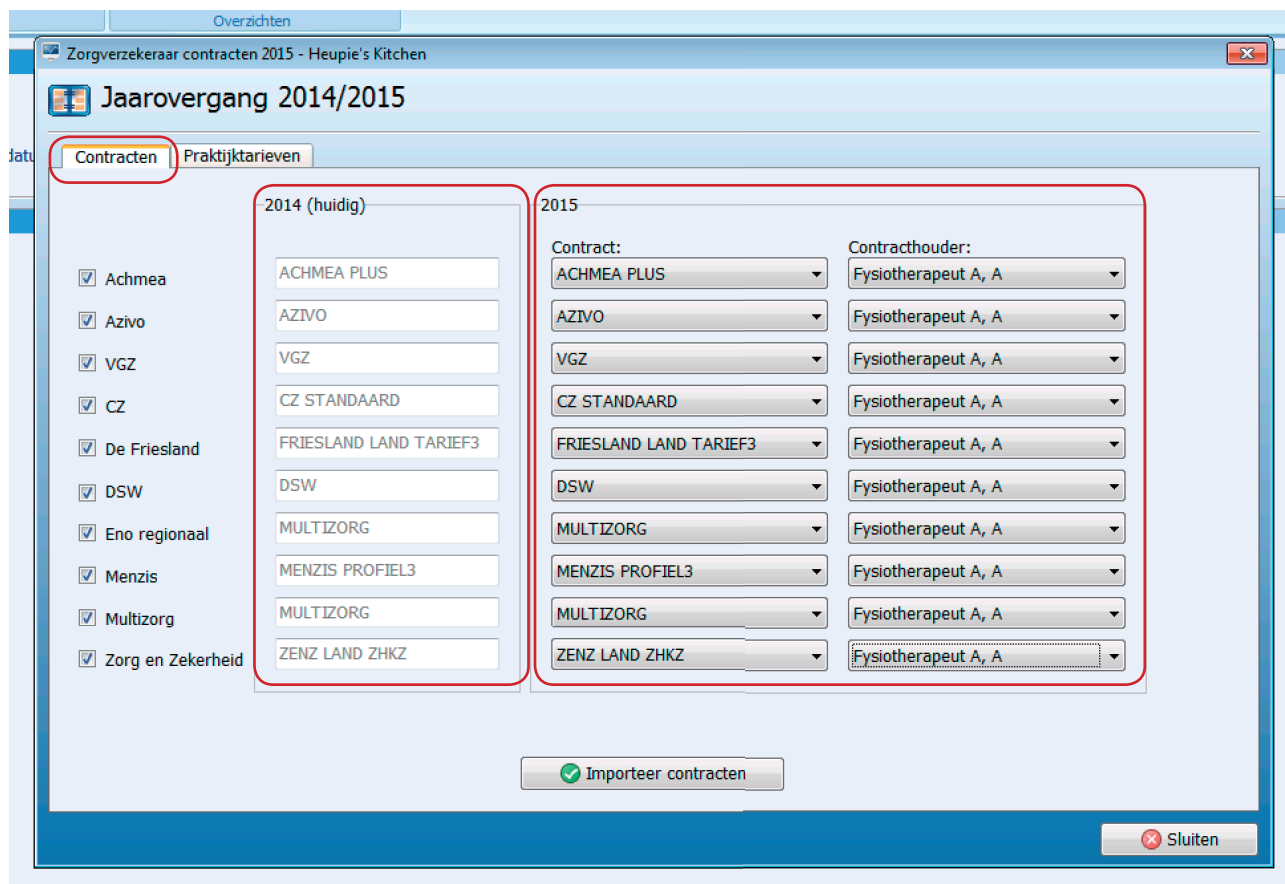 Overzichten
Zorgverzekeraar contracten 2015 - Heupie's Kitchen
Jaarovergang 2014/2015
datu
Contracten Praktijktarieven
2014 (huidig) 2015
Contract: Contracthouder:
Achmea ACHMEA PLUS ACHMEA PLUS Fysiotherapeut A, A
Azivo AZIVO AZIVO Fysiotherapeut A, A
VGZ VGZ VGZ Fysiotherapeut A, A
CZ CZ STANDAARD CZ STANDAARD Fysiotherapeut A, A
De Friesland FRIESLAND LAND TARIEF3 FRIESLAND LAND TARIEF3 Fysiotherapeut A, A
DSW DSW DSW Fysiotherapeut A, A
Eno regionaal MULTIZORG MULTIZORG Fysiotherapeut A, A
Menzis MENZIS PROFIEL3 MENZIS PROFIEL3 Fysiotherapeut A, A
Multizorg MULTIZORG MULTIZORG Fysiotherapeut A, A
Zorg en Zekerheid ZENZ LAND ZHKZ ZENZ LAND ZHKZ Fysiotherapeut A, A
Importeer contracten
Sluiten